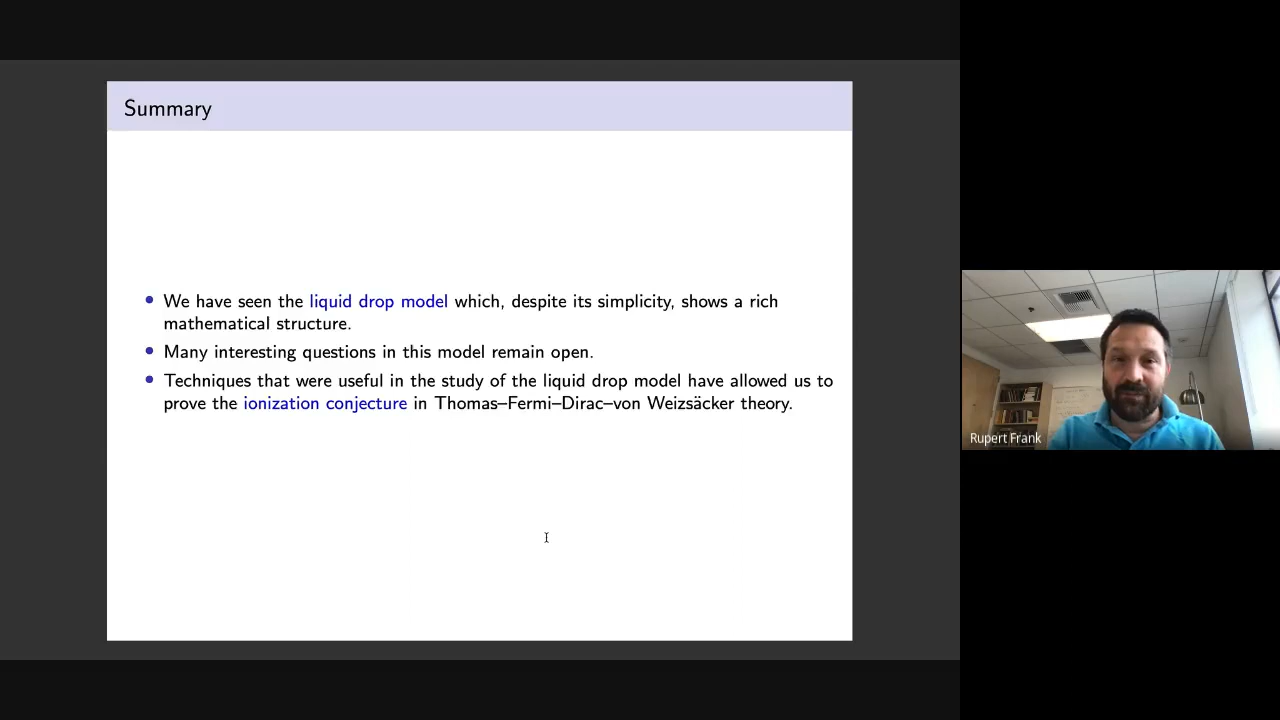 Summary
• We have seen the liquid drop model which, despite its simplicity, shows a rich
mathematical structure.
• Many interesting questions in this model remain open.
• Techniques that were useful in the study of the liquid drop model have allowed us to
prove the ionization conjecture in Thomas–Fermi–Dirac–von Weizsäcker theory.
Rupert Frank